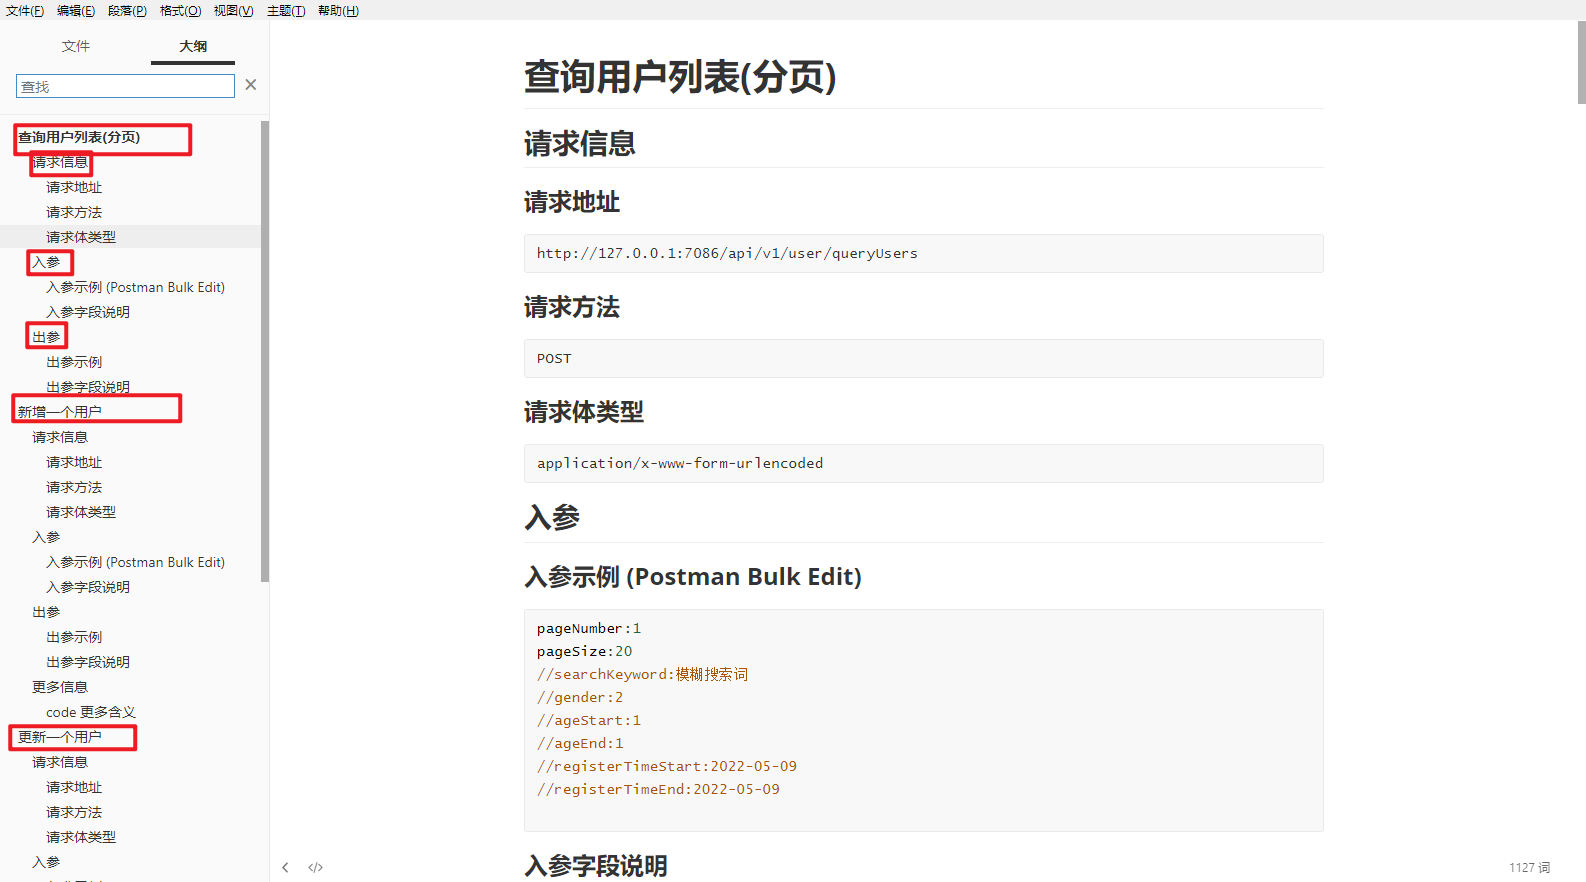 文件(F) 编辑(E) 段落(P) 格式(O) 视图(V) 主题(T) 帮助(H)
文件 大纲
查找
查询用户列表(分页)
请求信息
请求地址
请求方法
请求体类型
入参
入参示例 (Postman Bulk Edit)
入参字段说明
出参
出参示例
出参字段说明
新增一个用户
请求信息
请求地址
请求方法
请求体类型
入参
入参示例 (Postman Bulk Edit)
入参字段说明
出参
出参示例
出参字段说明
更多信息
code 更多含义
更新一个用户
请求信息
请求地址
请求方法
请求体类型
入参
查询用户列表(分页)
请求信息
请求地址
http://127.0.0.1:7086/api/v1/user/queryUsers
请求方法
POST
请求体类型
application/x-www-form-urlencoded
入参
入参示例 (Postman Bulk Edit)
pageNumber:1
pageSize:20
//searchKeyword:模糊搜索词
//gender:2
//ageStart:1
//ageEnd:1
//registerTimeStart:2022-05-09
//registerTimeEnd:2022-05-09
入参字段说明
1127 词